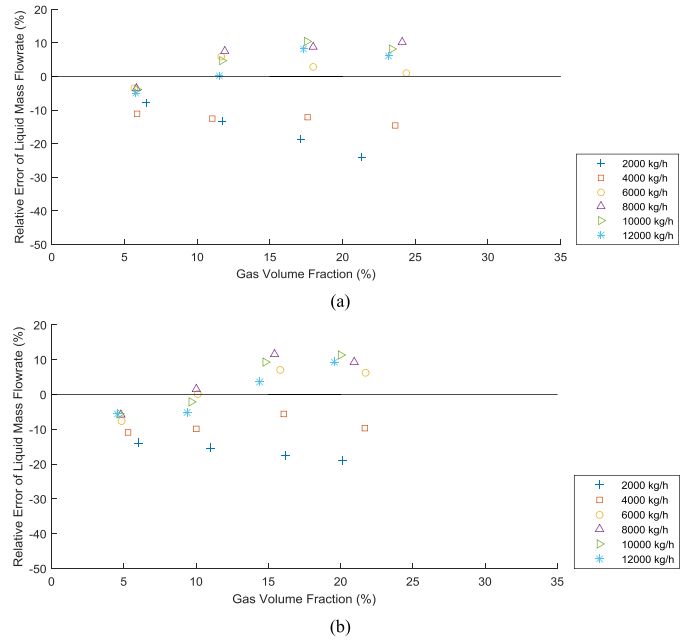 20
10
0
-10
-20
-30
-40
-50
0 5 10 15 20 25 30 35
Relative Error of Liquid Mass Flowrate (%)
Gas Volume Fraction (%)
2000 kg/h
4000 kg/h
6000 kg/h
8000 kg/h
10000 kg/h
12000 kg/h
(a)
20
10
0
-10
-20
-30
-40
-50
0 5 10 15 20 25 30 35
Relative Error of Liquid Mass Flowrate (%)
Gas Volume Fraction (%)
2000 kg/h
4000 kg/h
6000 kg/h
8000 kg/h
10000 kg/h
12000 kg/h
(b)